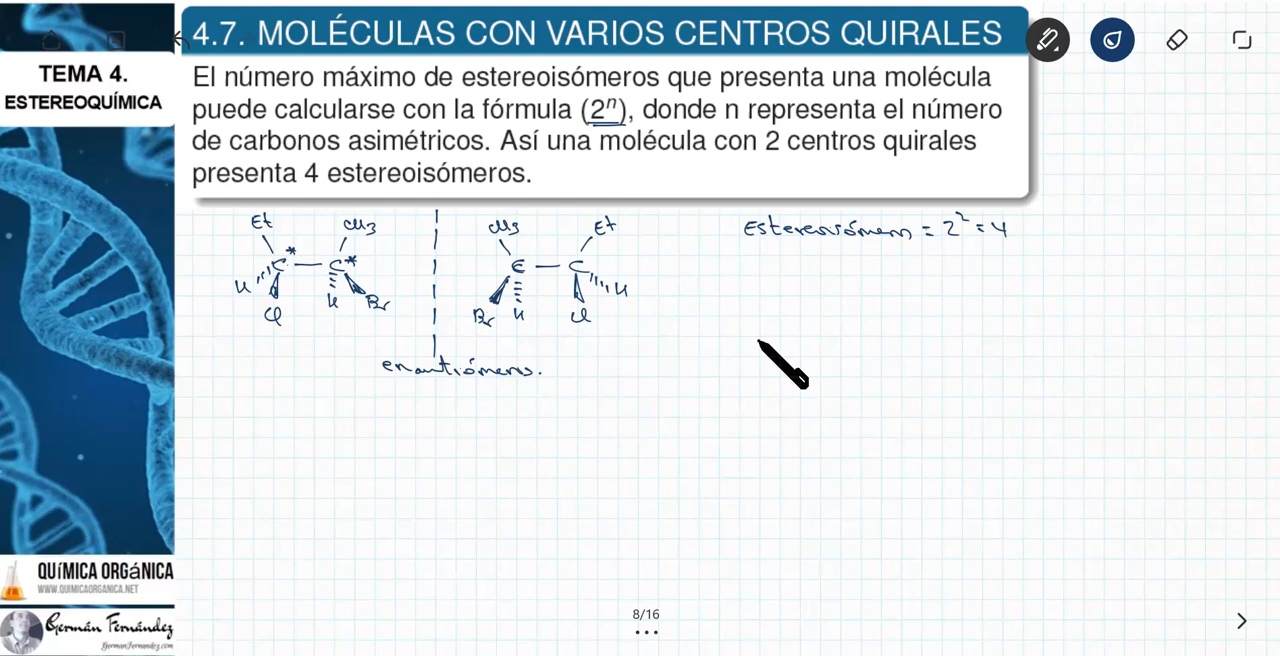 4.7. MOLÉCULAS CON VARIOS CENTROS QUIRALES
TEMA 4.
ESTEREOQUÍMICA
El número máximo de estereoisómeros que presenta una molécula
puede calcularse con la fórmula (2ⁿ), donde n representa el número
de carbonos asimétricos. Así una molécula con 2 centros quirales
presenta 4 estereoisómeros.
Et CH3 CH3 Et
Estereoisómeros = 2² = 4
C* C* C C
H H Br H
Cl Br H Cl
enantiómeros.
QUÍMICA ORGáNICA
WWW.QUIMICAORGANICA.NET
Germán Fernández
GermanFernandez.com
8/16